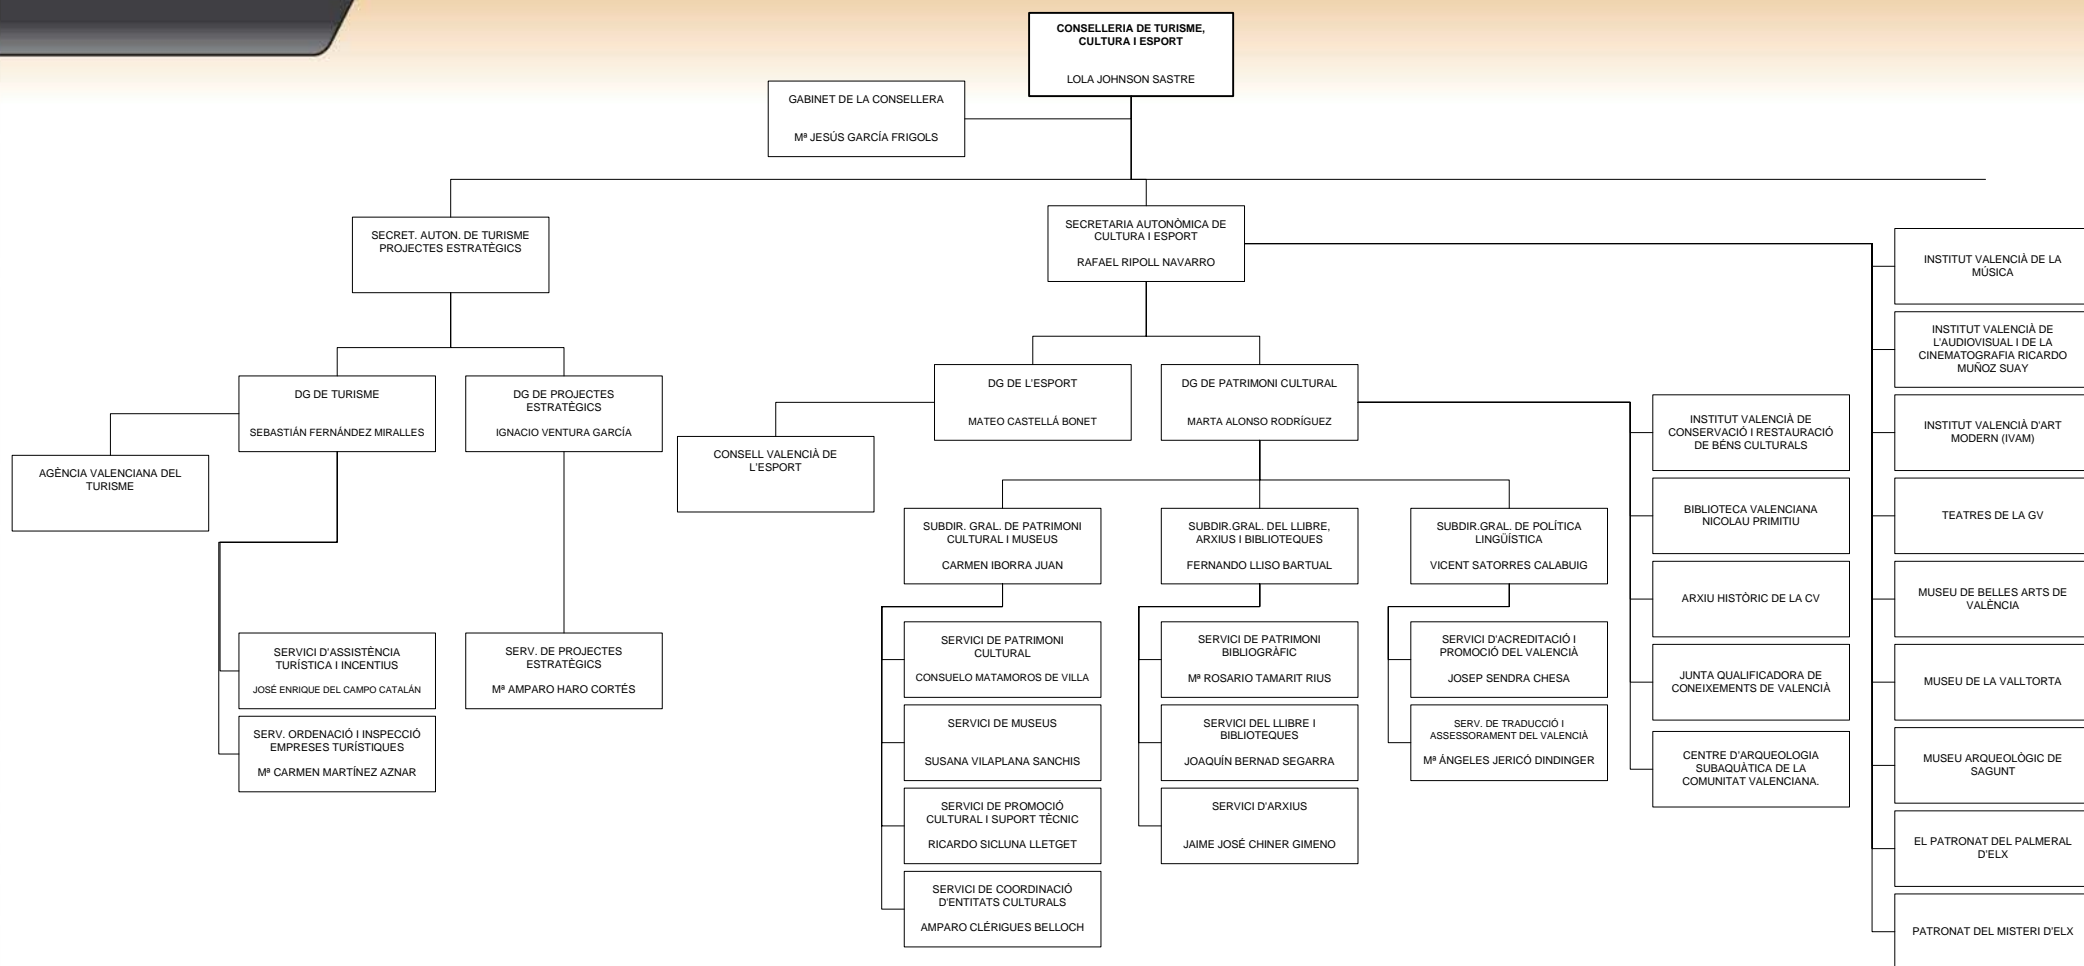 CONSELLERIA DE TURISME,
CULTURA I ESPORT
LOLA JOHNSON SASTRE
GABINET DE LA CONSELLERA
Mª JESÚS GARCÍA FRIGOLS
SECRET. AUTON. DE TURISME
PROJECTES ESTRATÈGICS
SECRETARIA AUTONÒMICA DE
CULTURA I ESPORT
RAFAEL RIPOLL NAVARRO
DG DE TURISME
SEBASTIÁN FERNÁNDEZ MIRALLES
DG DE PROJECTES
ESTRATÈGICS
IGNACIO VENTURA GARCÍA
AGÈNCIA VALENCIANA DEL
TURISME
SERVICI D'ASSISTÈNCIA
TURÍSTICA I INCENTIUS
JOSÉ ENRIQUE DEL CAMPO CATALÁN
SERV. ORDENACIÓ I INSPECCIÓ
EMPRESES TURÍSTIQUES
Mª CARMEN MARTÍNEZ AZNAR
SERV. DE PROJECTES
ESTRATÈGICS
Mª AMPARO HARO CORTÉS
DG DE L'ESPORT
MATEO CASTELLÁ BONET
DG DE PATRIMONI CULTURAL
MARTA ALONSO RODRÍGUEZ
CONSELL VALENCIÀ DE
L'ESPORT
SUBDIR. GRAL. DE PATRIMONI
CULTURAL I MUSEUS
CARMEN IBORRA JUAN
SERVICI DE PATRIMONI
CULTURAL
CONSUELO MATAMOROS DE VILLA
SERVICI DE MUSEUS
SUSANA VILAPLANA SANCHIS
SERVICI DE PROMOCIÓ
CULTURAL I SUPORT TÈCNIC
RICARDO SICLUNA LLETGET
SERVICI DE COORDINACIÓ
D'ENTITATS CULTURALS
AMPARO CLÉRIGUES BELLOCH
SUBDIR.GRAL. DEL LLIBRE,
ARXIUS I BIBLIOTEQUES
FERNANDO LLISO BARTUAL
SERVICI DE PATRIMONI
BIBLIOGRÀFIC
Mª ROSARIO TAMARIT RIUS
SERVICI DEL LLIBRE I
BIBLIOTEQUES
JOAQUÍN BERNAD SEGARRA
SERVICI D'ARXIUS
JAIME JOSÉ CHINER GIMENO
SUBDIR.GRAL. DE POLÍTICA
LINGÜÍSTICA
VICENT SATORRES CALABUIG
SERVICI D'ACREDITACIÓ I
PROMOCIÓ DEL VALENCIÀ
JOSEP SENDRA CHESA
SERV. DE TRADUCCIÓ I
ASSESSORAMENT DEL VALENCIÀ
Mª ÁNGELES JERICÓ DINDINGER
INSTITUT VALENCIÀ DE
CONSERVACIÓ I RESTAURACIÓ
DE BÉNS CULTURALS
BIBLIOTECA VALENCIANA
NICOLAU PRIMITIU
ARXIU HISTÒRIC DE LA CV
JUNTA QUALIFICADORA DE
CONEIXEMENTS DE VALENCIÀ
CENTRE D'ARQUEOLOGIA
SUBAQUÀTICA DE LA
COMUNITAT VALENCIANA.
INSTITUT VALENCIÀ DE LA
MÚSICA
INSTITUT VALENCIÀ DE
L'AUDIOVISUAL I DE LA
CINEMATOGRAFIA RICARDO
MUÑOZ SUAY
INSTITUT VALENCIÀ D'ART
MODERN (IVAM)
TEATRES DE LA GV
MUSEU DE BELLES ARTS DE
VALÈNCIA
MUSEU DE LA VALLTORTA
MUSEU ARQUEOLÒGIC DE
SAGUNT
EL PATRONAT DEL PALMERAL
D'ELX
PATRONAT DEL MISTERI D'ELX